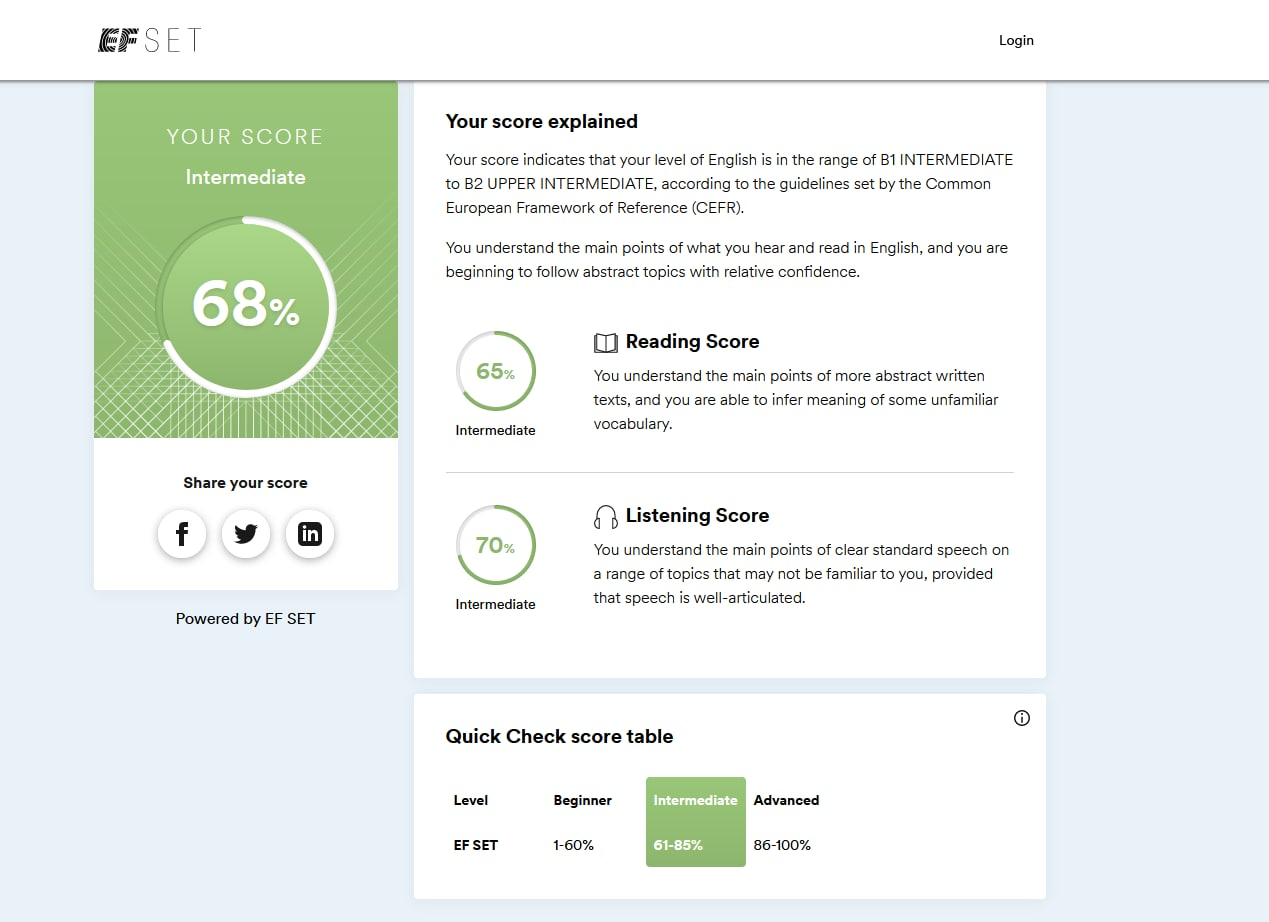 EF SET
Login
YOUR SCORE
Intermediate
68%
Share your score
Powered by EF SET
Your score explained
Your score indicates that your level of English is in the range of B1 INTERMEDIATE
to B2 UPPER INTERMEDIATE, according to the guidelines set by the Common
European Framework of Reference (CEFR).
You understand the main points of what you hear and read in English, and you are
beginning to follow abstract topics with relative confidence.
65%
Intermediate
Reading Score
You understand the main points of more abstract written
texts, and you are able to infer meaning of some unfamiliar
vocabulary.
70%
Intermediate
Listening Score
You understand the main points of clear standard speech on
a range of topics that may not be familiar to you, provided
that speech is well-articulated.
Quick Check score table
Level Beginner Intermediate Advanced
EF SET 1-60% 61-85% 86-100%